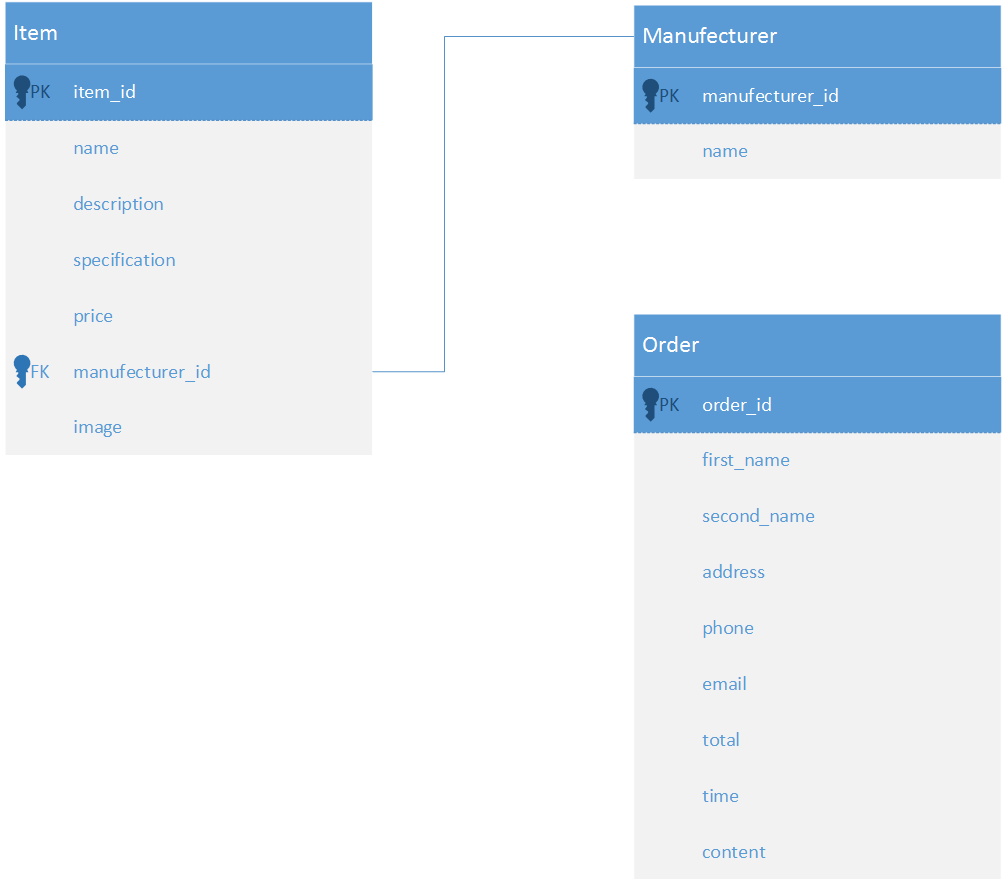 Item
PK item_id
name
description
specification
price
FK manufecturer_id
image
Manufecturer
PK manufecturer_id
name
Order
PK order_id
first_name
second_name
address
phone
email
total
time
content